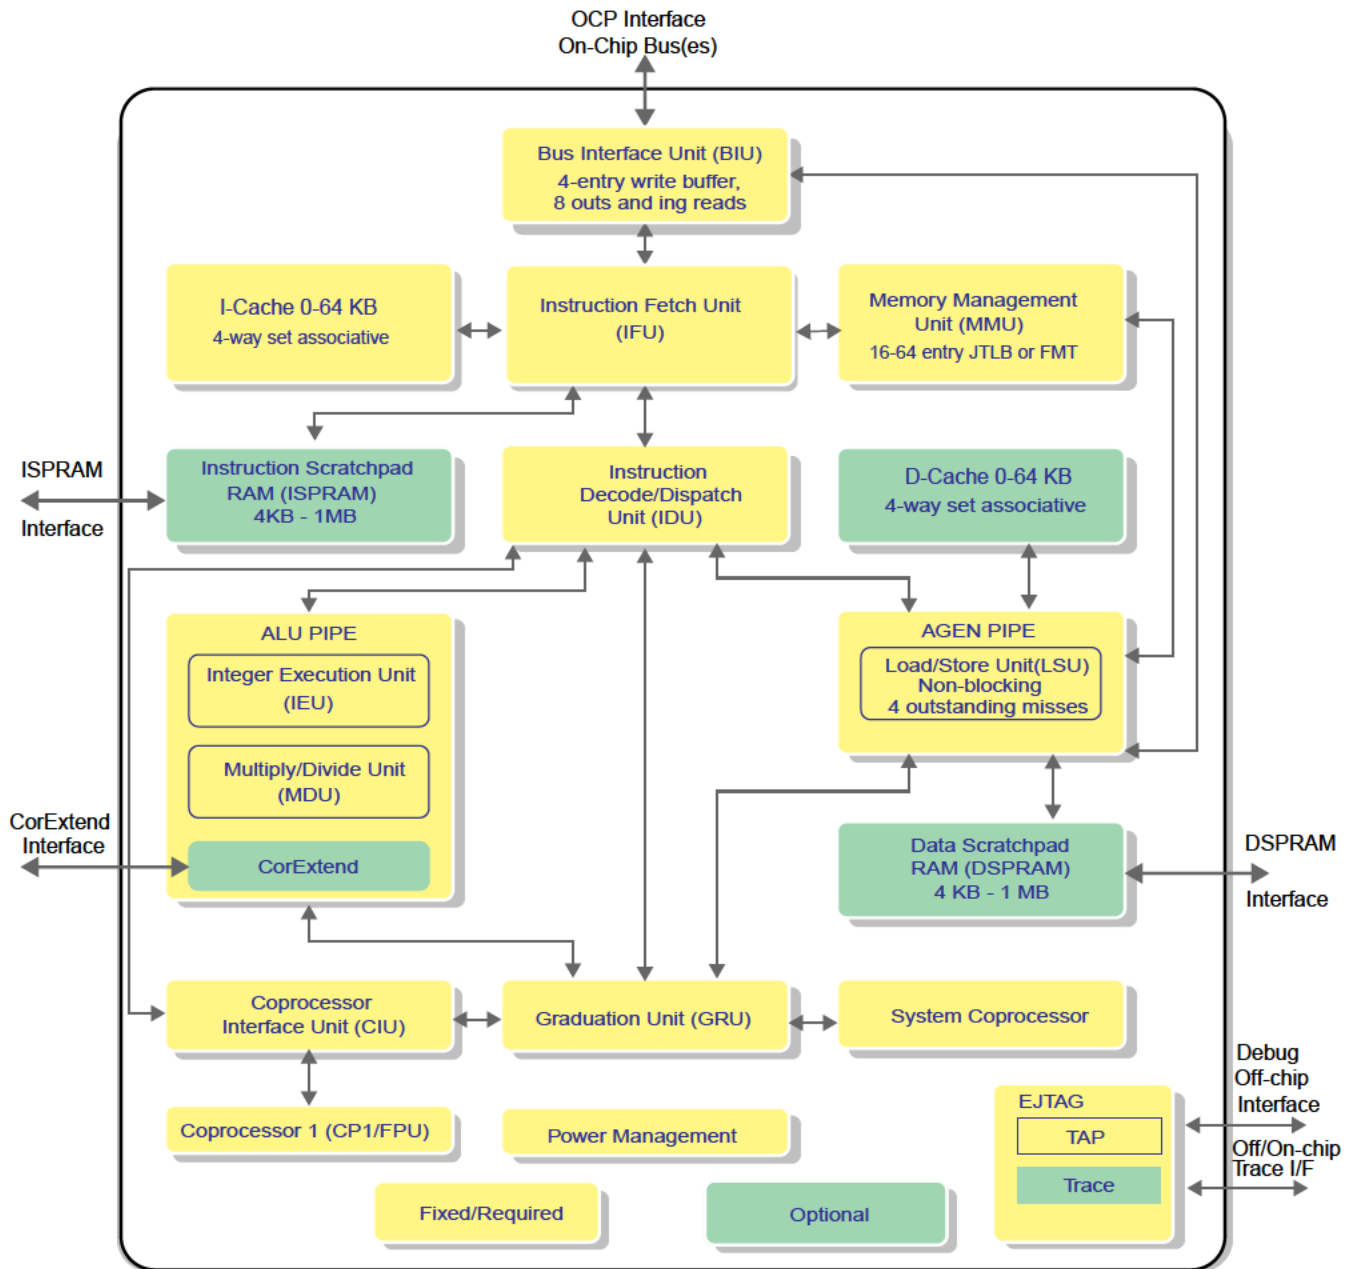 OCP Interface
On-Chip Bus(es)
Bus Interface Unit (BIU)
4-entry write buffer,
8 outs and ing reads
I-Cache 0-64 KB
4-way set associative
Instruction Fetch Unit
(IFU)
Memory Management
Unit (MMU)
16-64 entry JTLB or FMT
ISPRAM
Interface
Instruction Scratchpad
RAM (ISPRAM)
4KB - 1MB
Instruction
Decode/Dispatch
Unit (IDU)
D-Cache 0-64 KB
4-way set associative
ALU PIPE
Integer Execution Unit
(IEU)
Multiply/Divide Unit
(MDU)
CorExtend
CorExtend
Interface
AGEN PIPE
Load/Store Unit(LSU)
Non-blocking
4 outstanding misses
Data Scratchpad
RAM (DSPRAM)
4 KB - 1 MB
DSPRAM
Interface
Coprocessor
Interface Unit (CIU)
Graduation Unit (GRU)
System Coprocessor
Coprocessor 1 (CP1/FPU)
Power Management
EJTAG
TAP
Trace
Debug
Off-chip
Interface
Off/On-chip
Trace I/F
Fixed/Required
Optional